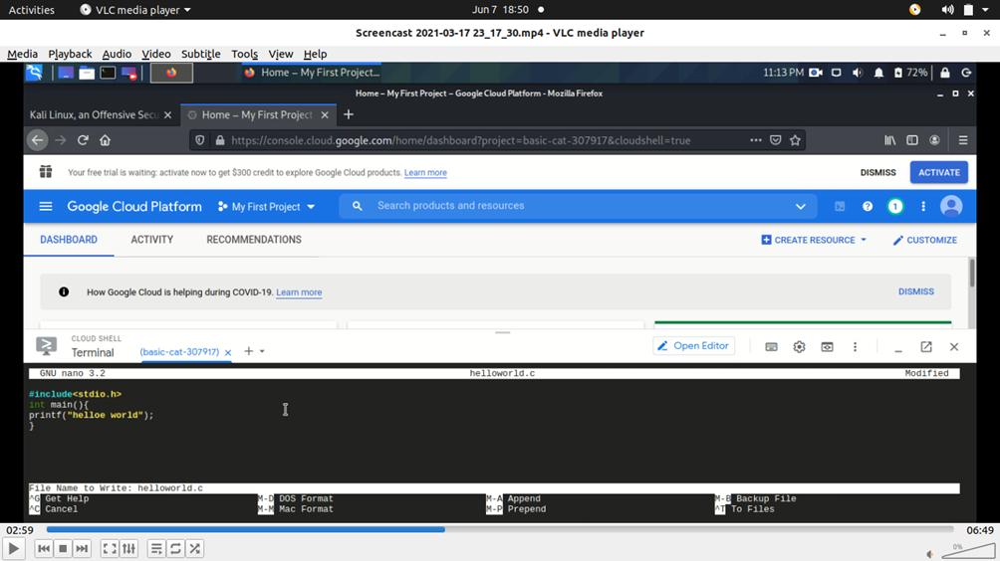 Activities VLC media player Jun 7 18:50
Screencast 2021-03-17 23_17_30.mp4 - VLC media player
Media Playback Audio Video Subtitle Tools View Help
Home – My First Project... 11:13 PM 72%
Home – My First Project – Google Cloud Platform - Mozilla Firefox
Kali Linux, an Offensive Secu Home – My First Project
https://console.cloud.google.com/home/dashboard?project=basic-cat-307917&cloudshell=true
Your free trial is waiting: activate now to get $300 credit to explore Google Cloud products. Learn more DISMISS ACTIVATE
Google Cloud Platform My First Project Search products and resources 1
DASHBOARD ACTIVITY RECOMMENDATIONS CREATE RESOURCE CUSTOMIZE
How Google Cloud is helping during COVID-19. Learn more DISMISS
CLOUD SHELL
Terminal (basic-cat-307917) Open Editor
GNU nano 3.2 helloworld.c Modified
#include<stdio.h>
int main(){
printf("helloe world");
}
File Name to Write: helloworld.c
^G Get Help M-D DOS Format M-A Append M-B Backup File
^C Cancel M-M Mac Format M-P Prepend ^T To Files
02:59 06:49
0%